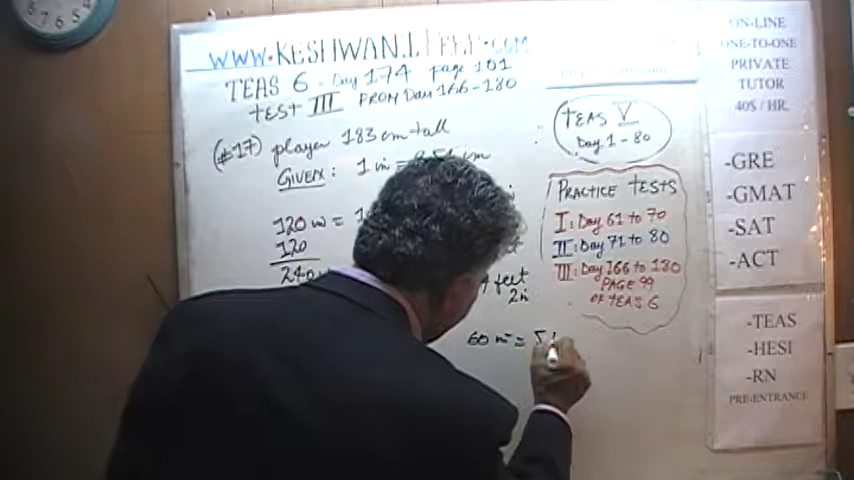 WWW.KESHWAN
TEAS 6 - Day 174 Page 101
TEST III FROM Day 166-180
(#17) player 183 cm tall
GIVEN: 1 in =
120 in =
120
240
feet
2in
60 in =
TEAS V
Day 1-80
PRACTICE TESTS
I: Day 61 to 70
II: Day 71 to 80
III: Day 166 to 180
PAGE 99
OF TEAS 6
ON-LINE
ONE-TO-ONE
PRIVATE
TUTOR
40$ / HR
-GRE
-GMAT
-SAT
-ACT
-TEAS
-HESI
-RN
PRE-ENTRANCE